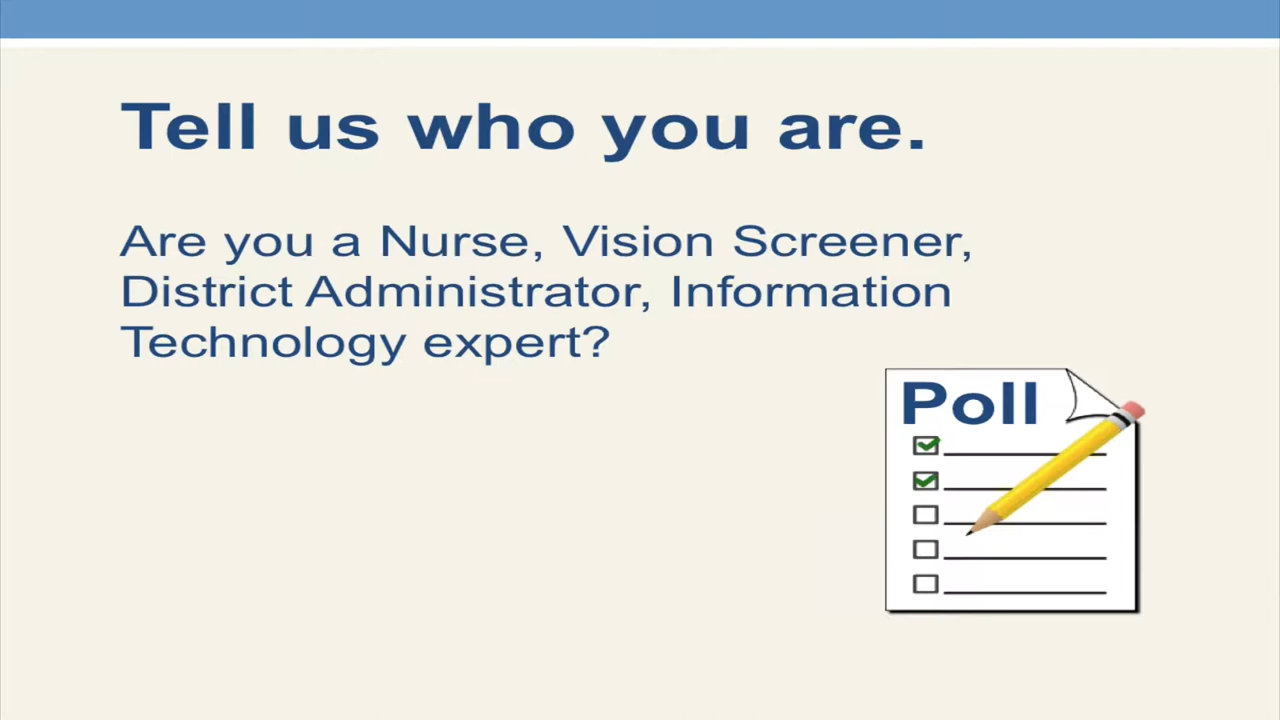 Tell us who you are.
Are you a Nurse, Vision Screener,
District Administrator, Information
Technology expert?
Poll